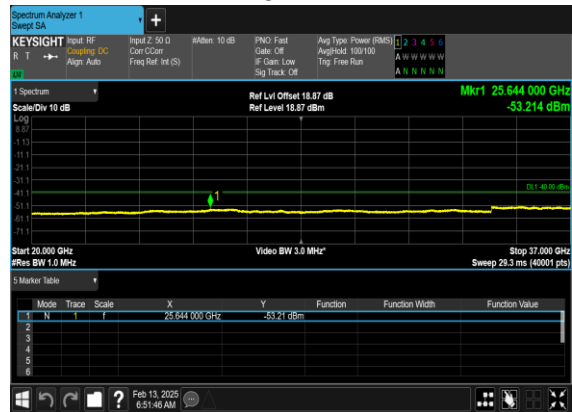 Spectrum Analyzer 1
Swept SA
+
KEYSIGHT Input: RF Input Z: 50 Ω #Atten: 10 dB PNO: Fast Avg Type: Power (RMS) 1 2 3 4 5 6
R T Coupling: DC Corr CCorr Gate: Off Avg|Hold: 100/100 A W W W W W
Align: Auto Freq Ref: Int (S) IF Gain: Low Trig: Free Run
LW Sig Track: Off A N N N N N
1 Spectrum Ref Lvl Offset 18.87 dB Mkr1 25.644 000 GHz
Scale/Div 10 dB Ref Level 18.87 dBm -53.214 dBm
Log
8.87
-1.13
-11.1
-21.1
-31.1
-41.1 DL1 -40.00 dBm
-51.1 1
-61.1
-71.1
Start 20.000 GHz Video BW 3.0 MHz* Stop 37.000 GHz
#Res BW 1.0 MHz Sweep 29.3 ms (40001 pts)
5 Marker Table
Mode Trace Scale X Y Function Function Width Function Value
1 N 1 f 25.644 000 GHz -53.21 dBm
2
3
4
5
6
? Feb 13, 2025
6:51:46 AM